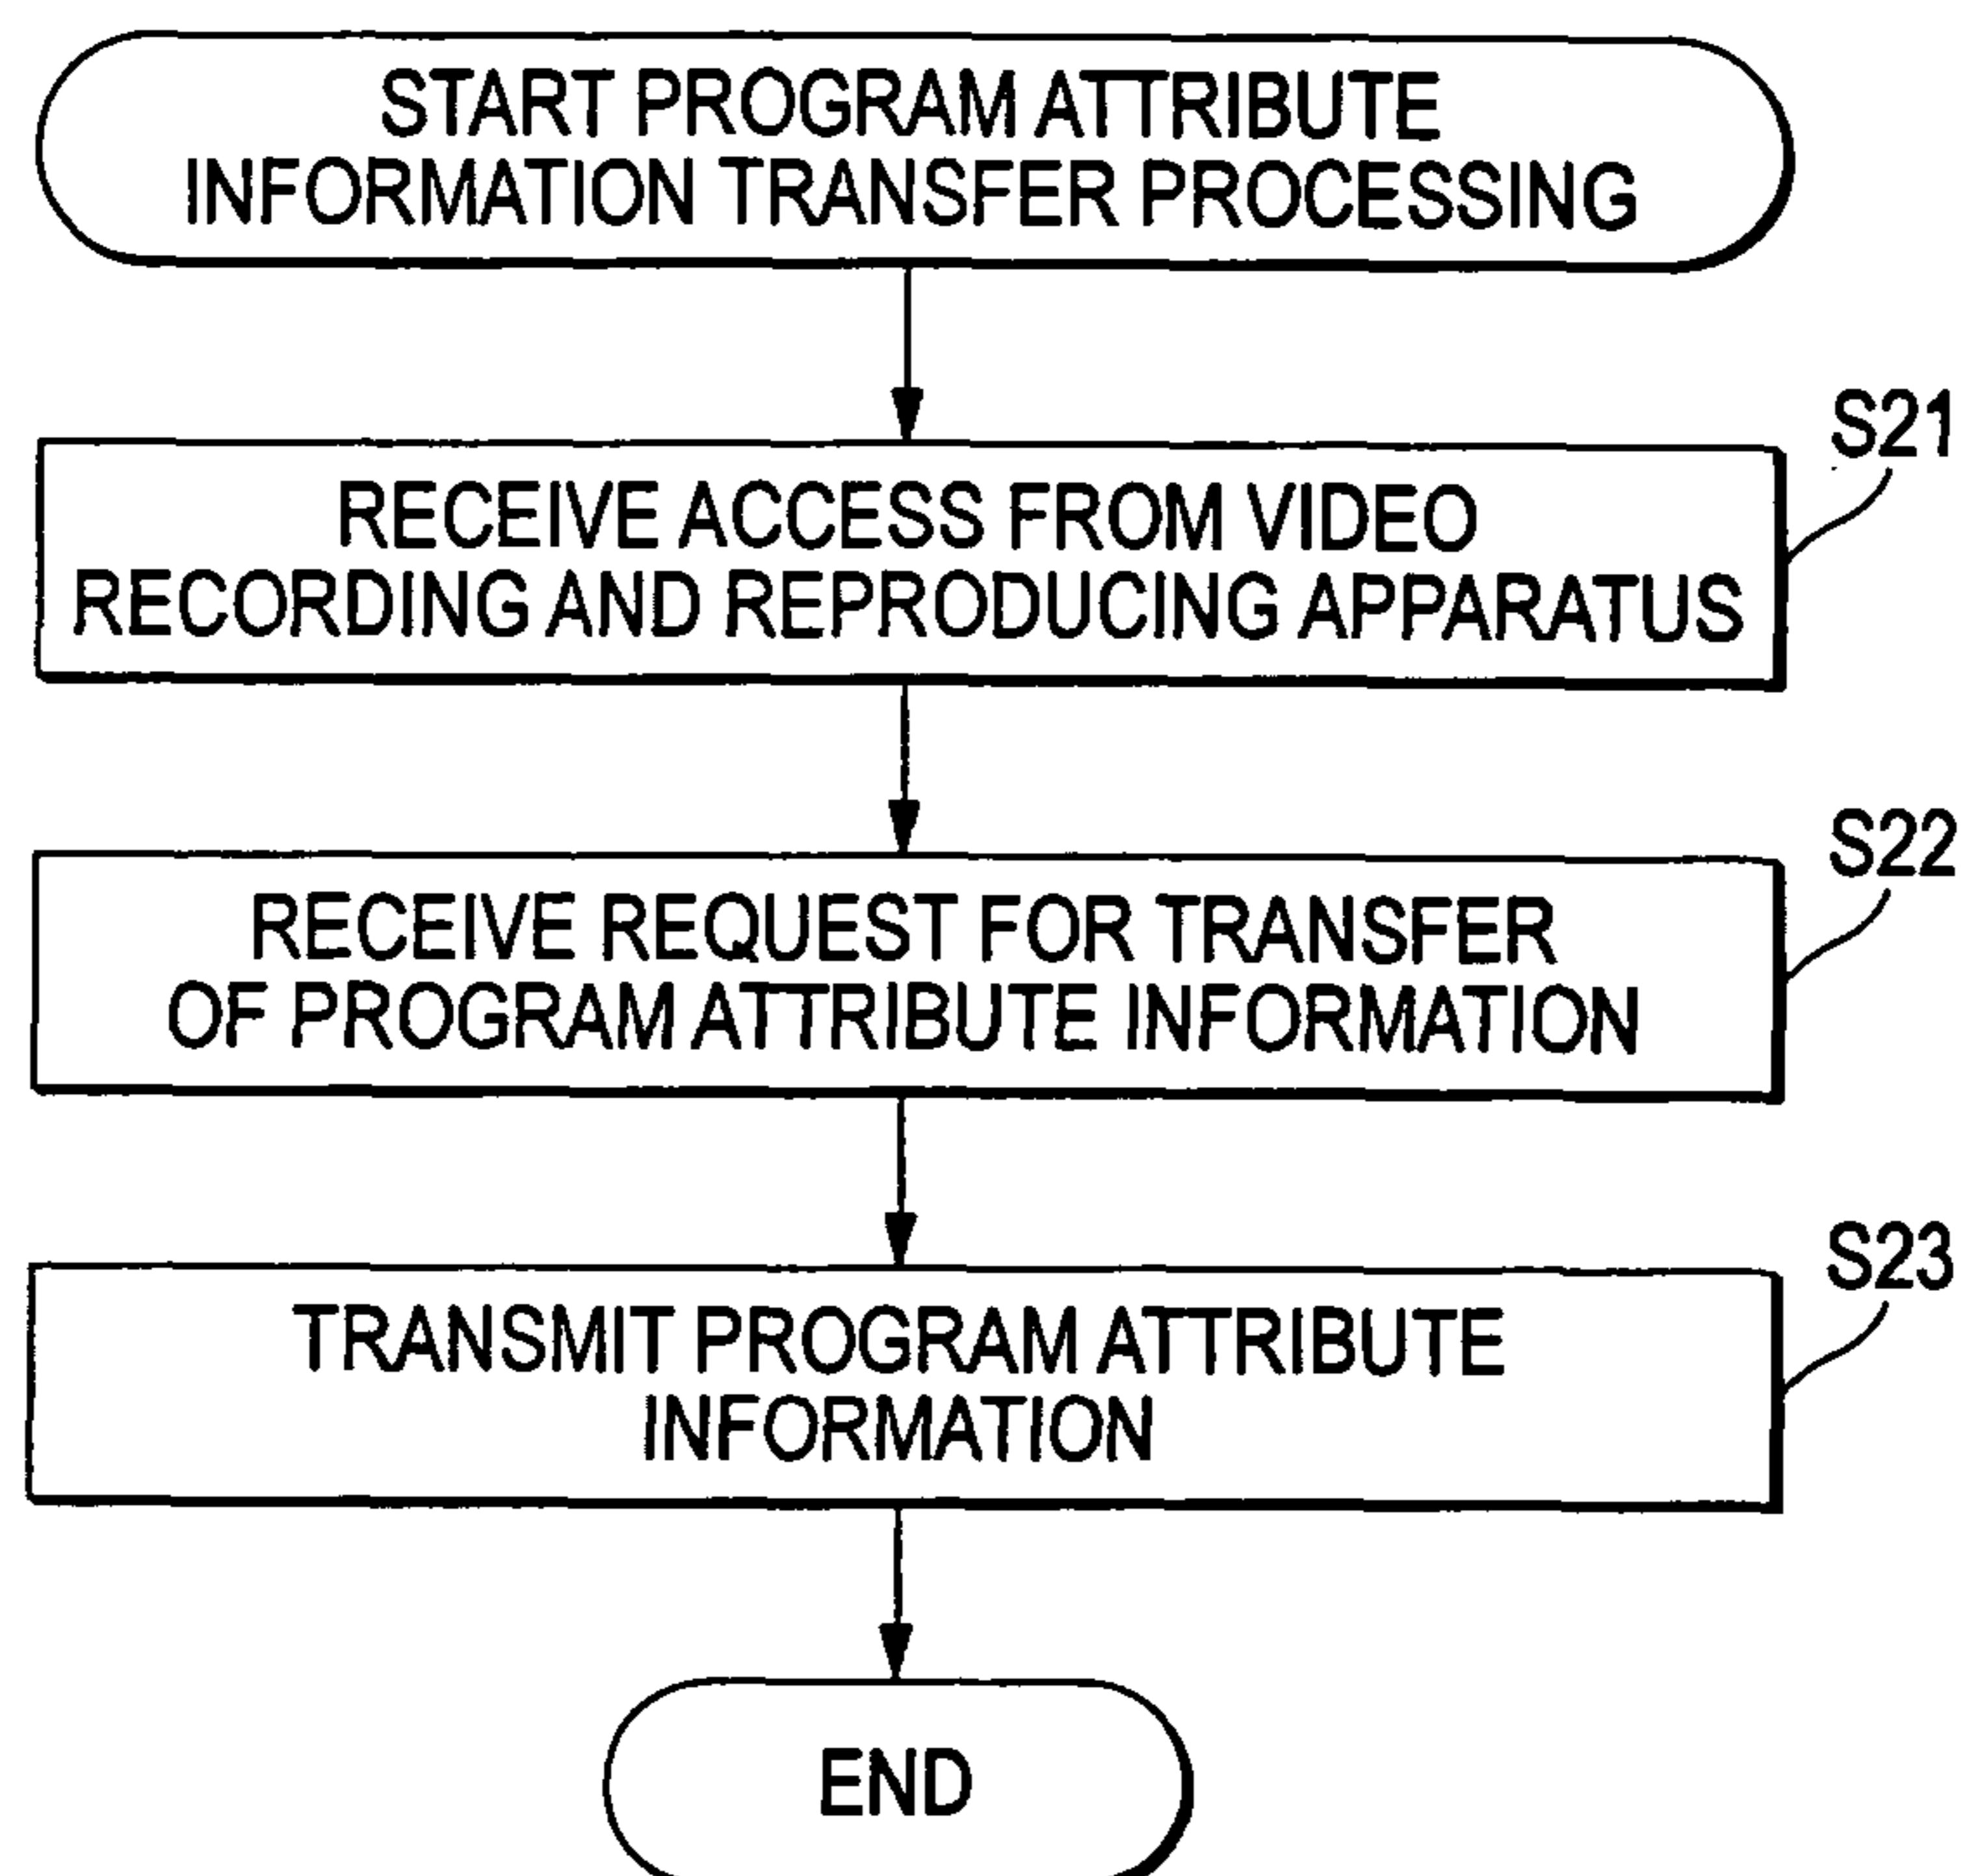 START PROGRAM ATTRIBUTE
INFORMATION TRANSFER PROCESSING
S21
RECEIVE ACCESS FROM VIDEO
RECORDING AND REPRODUCING APPARATUS
S22
RECEIVE REQUEST FOR TRANSFER
OF PROGRAM ATTRIBUTE INFORMATION
S23
TRANSMIT PROGRAM ATTRIBUTE
INFORMATION
END